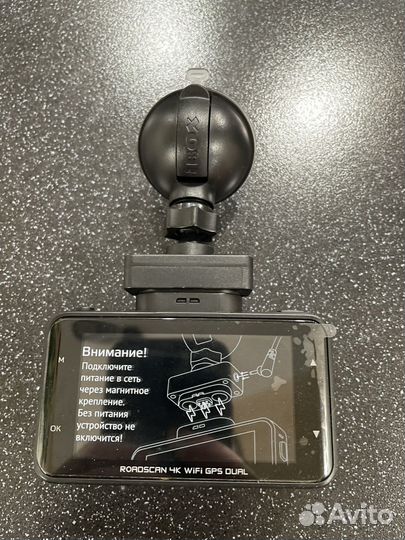 iBOX
M
OK
Внимание!
Подключите
питание в сеть
через магнитное
крепление.
Без питания
устройство не
включится!
ROADSCAN 4K WiFi GPS DUAL
Avito